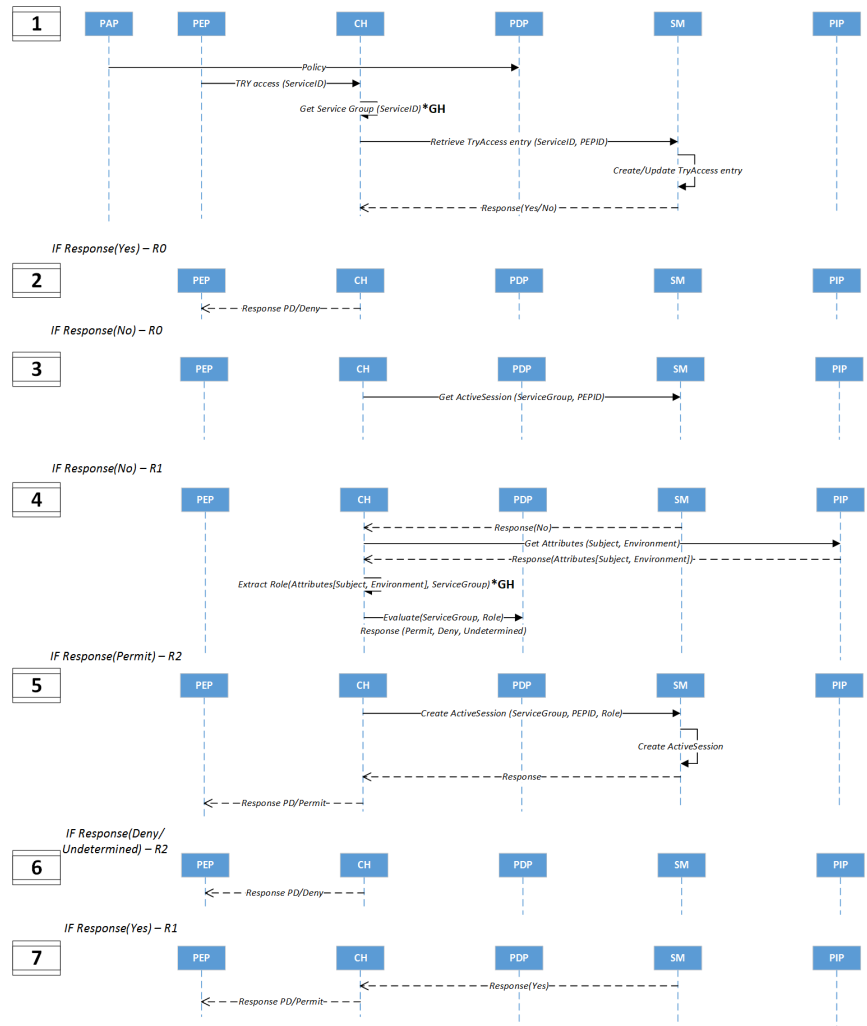 1
PAP PEP CH PDP SM PIP
Policy
TRY access (ServiceID)
Get Service Group (ServiceID) *GH
Retrieve TryAccess entry (ServiceID, PEPID)
Create/Update TryAccess entry
Response(Yes/No)
IF Response(Yes) – R0
2
PEP CH PDP SM PIP
Response PD/Deny
IF Response(No) – R0
3
PEP CH PDP SM PIP
Get ActiveSession (ServiceGroup, PEPID)
IF Response(No) – R1
4
PEP CH PDP SM PIP
Response(No)
Get Attributes (Subject, Environment)
Response(Attributes[Subject, Environment])
Extract Role(Attributes[Subject, Environment], ServiceGroup) *GH
Evaluate(ServiceGroup, Role)
Response (Permit, Deny, Undetermined)
IF Response(Permit) – R2
5
PEP CH PDP SM PIP
Create ActiveSession (ServiceGroup, PEPID, Role)
Create ActiveSession
Response
Response PD/Permit
IF Response(Deny/
Undetermined) – R2
6
PEP CH PDP SM PIP
Response PD/Deny
IF Response(Yes) – R1
7
PEP CH PDP SM PIP
Response(Yes)
Response PD/Permit